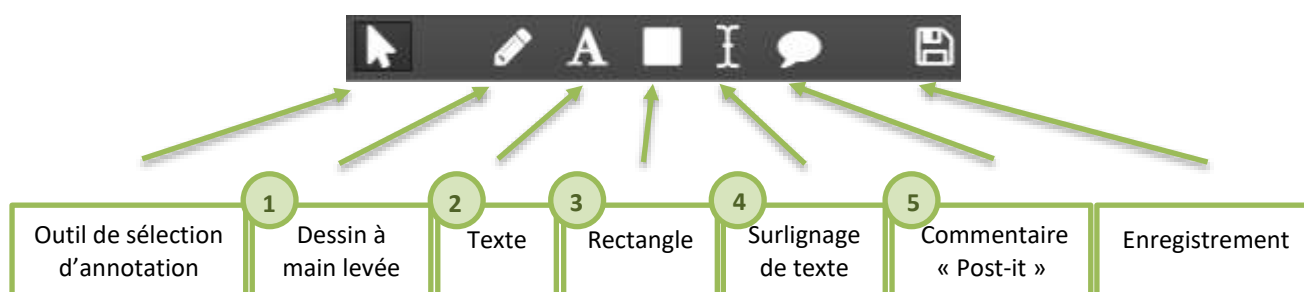 A
1
2
3
4
5
Outil de sélection
d’annotation
Dessin à
main levée
Texte
Rectangle
Surlignage
de texte
Commentaire
« Post-it »
Enregistrement